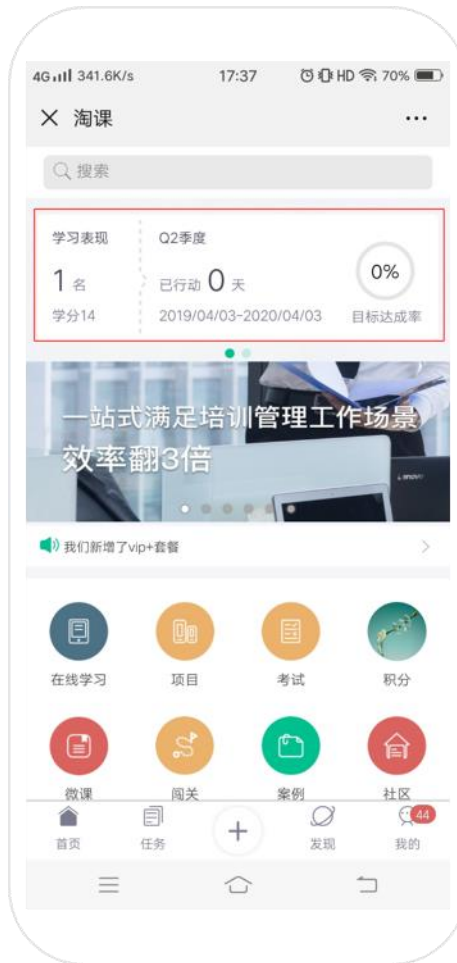 4G 341.6K/s 17:37 HD 70%
淘课
搜索
学习表现
1 名
学分14
Q2季度
已行动 0 天
2019/04/03~2020/04/03
0%
目标达成率
一站式满足培训管理工作场景
效率翻3倍
Lenovo
我们新增了vip+套餐
在线学习 项目 考试 积分
微课 闯关 案例 社区
44
首页 任务 发现 我的